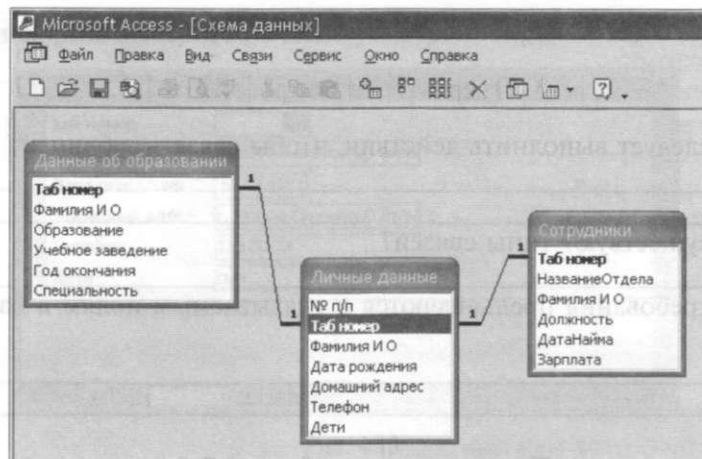 Microsoft Access - [Схема данных]
Файл Правка Вид Связи Сервис Окно Справка
Данные об образовании
Таб номер
Фамилия И О
Образование
Учебное заведение
Год окончания
Специальность
1
1
Личные данные
№ п/п
Таб номер
Фамилия И О
Дата рождения
Домашний адрес
Телефон
Дети
1
1
Сотрудники
Таб номер
НазваниеОтдела
Фамилия И О
Должность
ДатаНайма
Зарплата